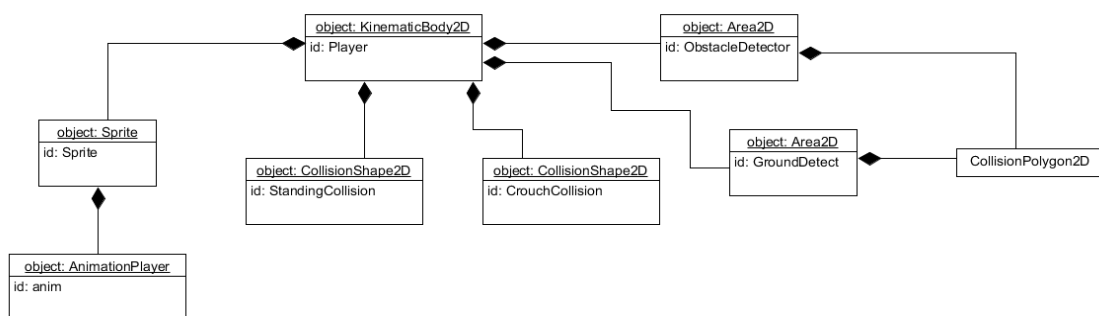 object: KinematicBody2D
id: Player
object: Area2D
id: ObstacleDetector
object: Sprite
id: Sprite
object: Area2D
id: GroundDetect
CollisionPolygon2D
object: CollisionShape2D
id: StandingCollision
object: CollisionShape2D
id: CrouchCollision
object: AnimationPlayer
id: anim